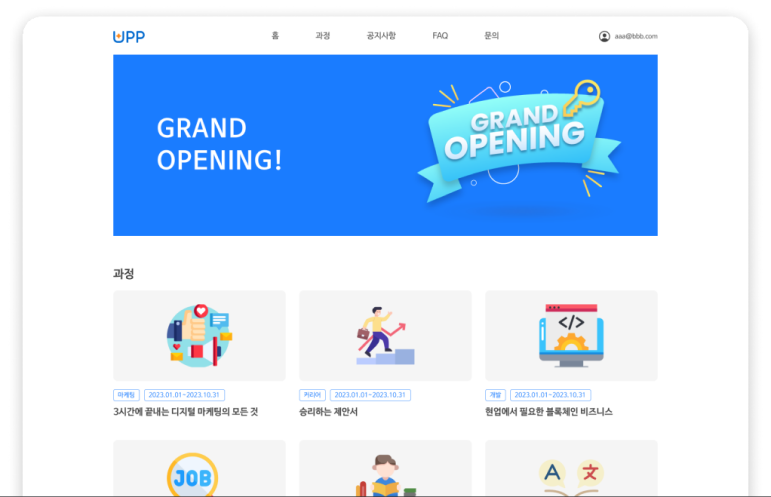 UPP
홈 과정 공지사항 FAQ 문의 aaa@bbb.com
GRAND
OPENING!
GRAND
OPENING
과정
마케팅 2023.01.01~2023.10.31
3시간에 끝내는 디지털 마케팅의 모든 것
커리어 2023.01.01~2023.10.31
승리하는 제안서
</>
개발 2023.01.01~2023.10.31
현업에서 필요한 블록체인 비즈니스
JOB
A 文